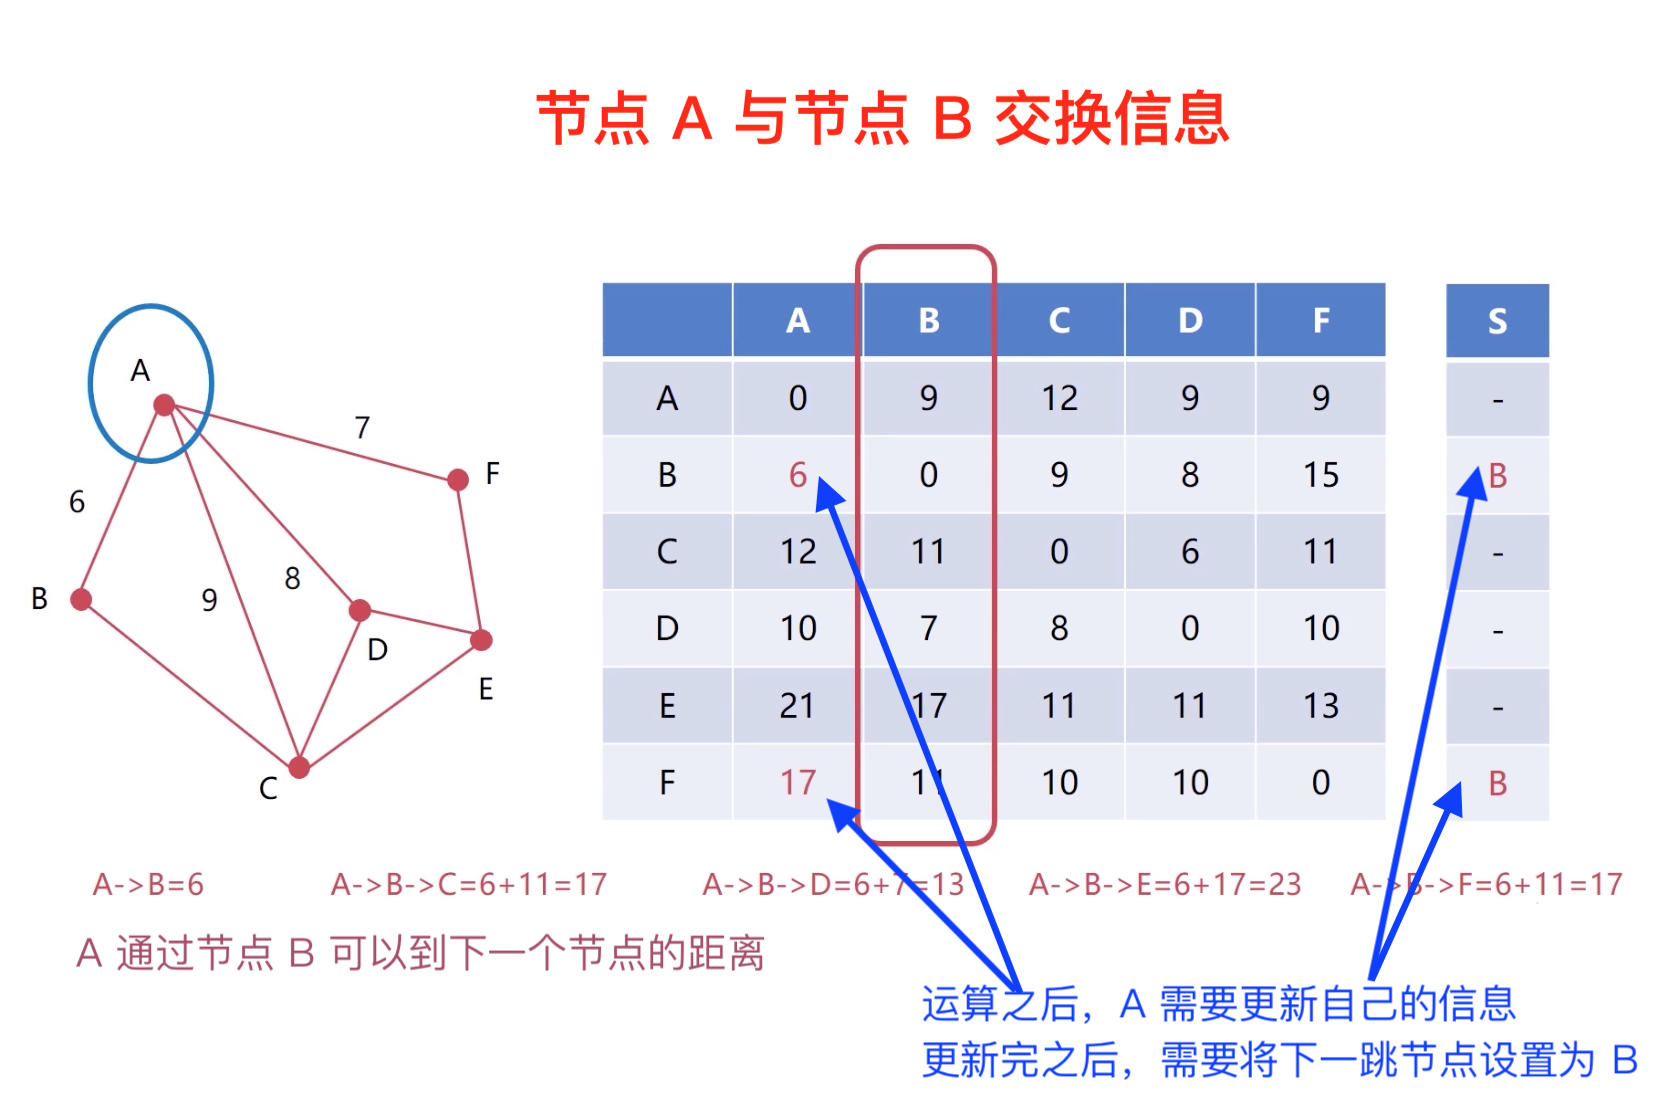 节点 A 与节点 B 交换信息
A
7
F
6
B
9
8
D
E
C
A B C D F S
A 0 9 12 9 9 -
B 6 0 9 8 15 B
C 12 11 0 6 11 -
D 10 7 8 0 10 -
E 21 17 11 11 13 -
F 17 11 10 10 0 B
A->B=6 A->B->C=6+11=17 A->B->D=6+7=13 A->B->E=6+17=23 A->B->F=6+11=17
A 通过节点 B 可以到下一个节点的距离
运算之后，A 需要更新自己的信息
更新完之后，需要将下一跳节点设置为 B